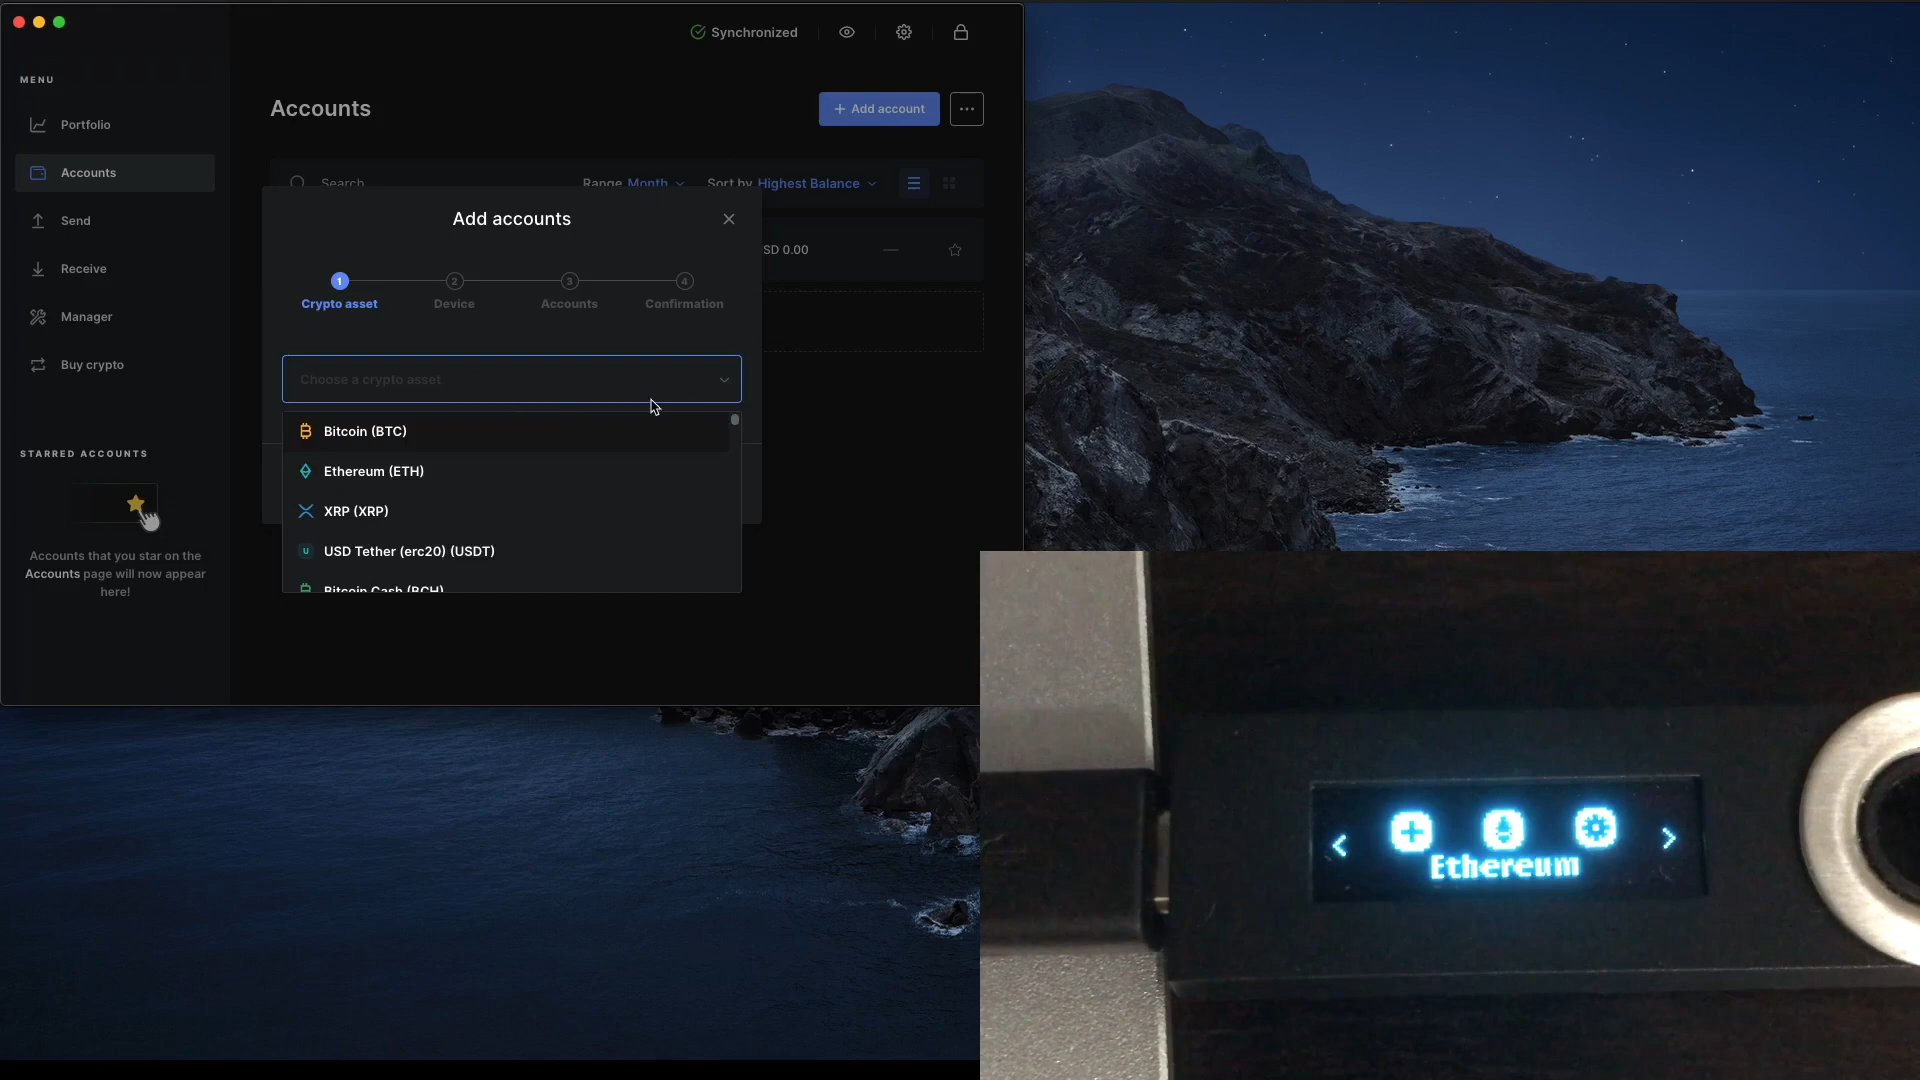 Synchronized
MENU
Portfolio
Accounts
Send
Receive
Manager
Buy crypto
STARRED ACCOUNTS
Accounts that you star on the
Accounts page will now appear
here!
Accounts
+ Add account
Search
Range Month
Sort by Highest Balance
SD 0.00
Add accounts
1
2
3
4
Crypto asset
Device
Accounts
Confirmation
Choose a crypto asset
Bitcoin (BTC)
Ethereum (ETH)
XRP (XRP)
U
USD Tether (erc20) (USDT)
Bitcoin Cash (BCH)
Ethereum